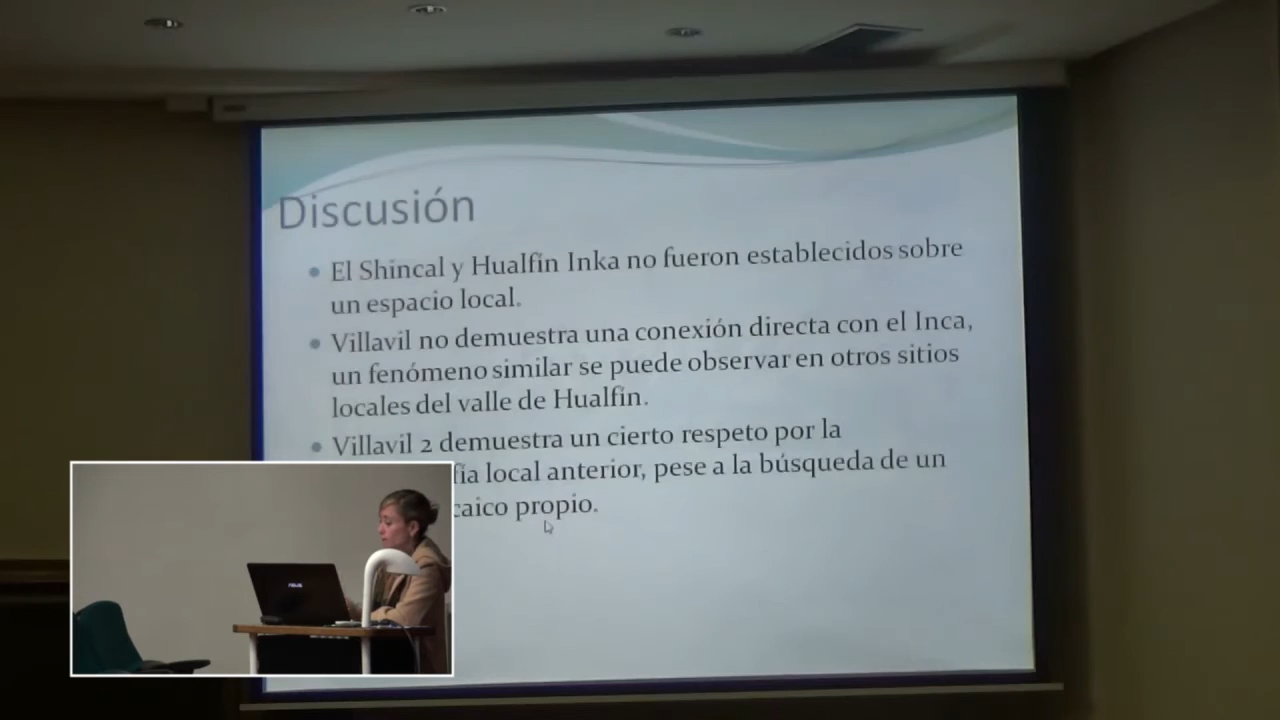 Discusión
El Shincal y Hualfín Inka no fueron establecidos sobre
un espacio local.
Villavil no demuestra una conexión directa con el Inca,
un fenómeno similar se puede observar en otros sitios
locales del valle de Hualfín.
Villavil 2 demuestra un cierto respeto por la
fía local anterior, pese a la búsqueda de un
caico propio.
ASUS